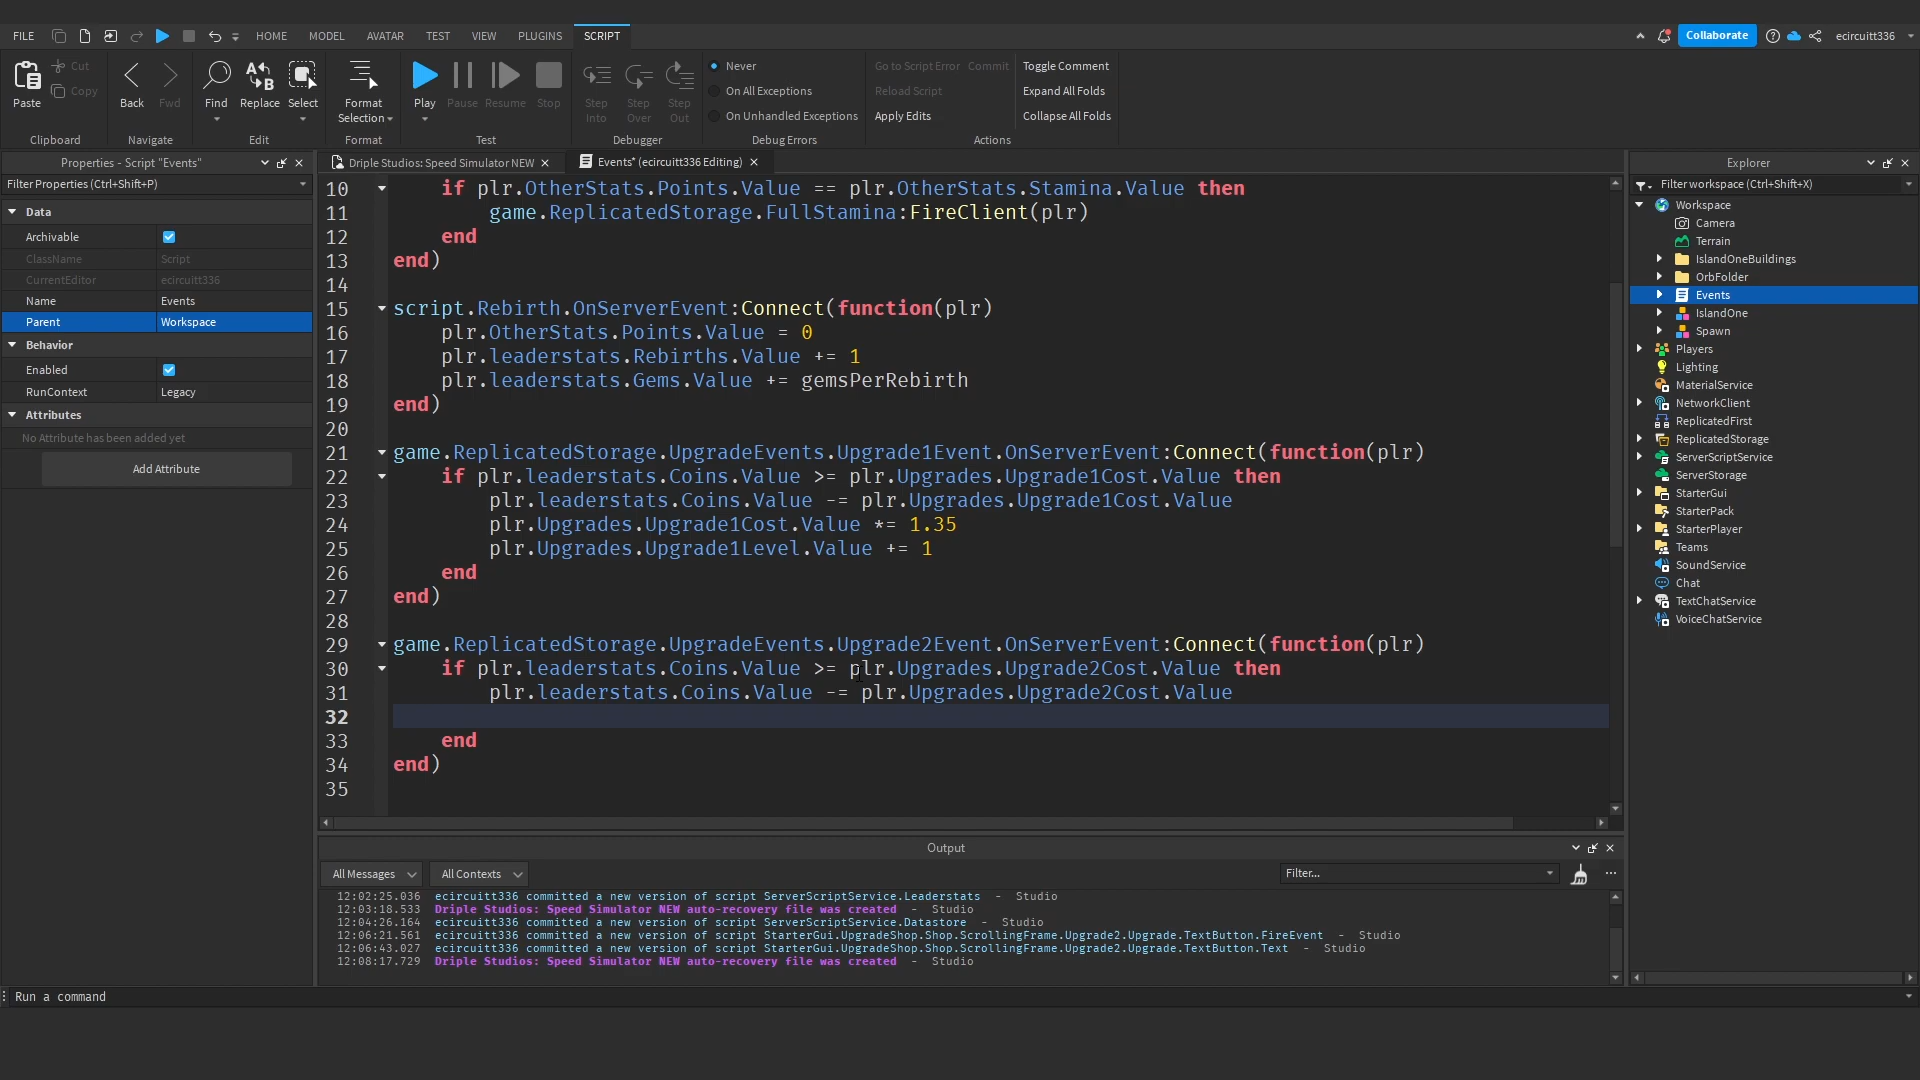 FILE HOME MODEL AVATAR TEST VIEW PLUGINS SCRIPT Collaborate ecircuitt336
Paste Cut Copy Back Fwd Find Replace Select Format Selection Play Pause Resume Stop Step Into Step Over Step Out
Never
On All Exceptions
On Unhandled Exceptions
Go to Script Error Commit Toggle Comment
Reload Script Expand All Folds
Apply Edits Collapse All Folds
Clipboard Navigate Edit Format Test Debugger Debug Errors Actions
Properties - Script "Events"
Filter Properties (Ctrl+Shift+P)
Data
Archivable
ClassName Script
CurrentEditor ecircuitt336
Name Events
Parent Workspace
Behavior
Enabled
RunContext Legacy
Attributes
No Attribute has been added yet
Add Attribute
Driple Studios: Speed Simulator NEW Events* (ecircuitt336 Editing)
10 if plr.OtherStats.Points.Value == plr.OtherStats.Stamina.Value then
11 game.ReplicatedStorage.FullStamina:FireClient(plr)
12 end
13 end)
14
15 script.Rebirth.OnServerEvent:Connect(function(plr)
16 plr.OtherStats.Points.Value = 0
17 plr.leaderstats.Rebirths.Value += 1
18 plr.leaderstats.Gems.Value += gemsPerRebirth
19 end)
20
21 game.ReplicatedStorage.UpgradeEvents.Upgrade1Event.OnServerEvent:Connect(function(plr)
22 if plr.leaderstats.Coins.Value >= plr.Upgrades.Upgrade1Cost.Value then
23 plr.leaderstats.Coins.Value -= plr.Upgrades.Upgrade1Cost.Value
24 plr.Upgrades.Upgrade1Cost.Value *= 1.35
25 plr.Upgrades.Upgrade1Level.Value += 1
26 end
27 end)
28
29 game.ReplicatedStorage.UpgradeEvents.Upgrade2Event.OnServerEvent:Connect(function(plr)
30 if plr.leaderstats.Coins.Value >= plr.Upgrades.Upgrade2Cost.Value then
31 plr.leaderstats.Coins.Value -= plr.Upgrades.Upgrade2Cost.Value
32
33 end
34 end)
35
Output
All Messages All Contexts Filter...
12:02:25.036 ecircuitt336 committed a new version of script ServerScriptService.Leaderstats - Studio
12:03:18.533 Driple Studios: Speed Simulator NEW auto-recovery file was created - Studio
12:04:26.164 ecircuitt336 committed a new version of script ServerScriptService.Datastore - Studio
12:06:21.561 ecircuitt336 committed a new version of script StarterGui.UpgradeShop.Shop.ScrollingFrame.Upgrade2.Upgrade.TextButton.FireEvent - Studio
12:06:43.027 ecircuitt336 committed a new version of script StarterGui.UpgradeShop.Shop.ScrollingFrame.Upgrade2.Upgrade.TextButton.Text - Studio
12:08:17.729 Driple Studios: Speed Simulator NEW auto-recovery file was created - Studio
Explorer
Filter workspace (Ctrl+Shift+X)
Workspace
Camera
Terrain
IslandOneBuildings
OrbFolder
Events
IslandOne
Spawn
Players
Lighting
MaterialService
NetworkClient
ReplicatedFirst
ReplicatedStorage
ServerScriptService
ServerStorage
StarterGui
StarterPack
StarterPlayer
Teams
SoundService
Chat
TextChatService
VoiceChatService
Run a command